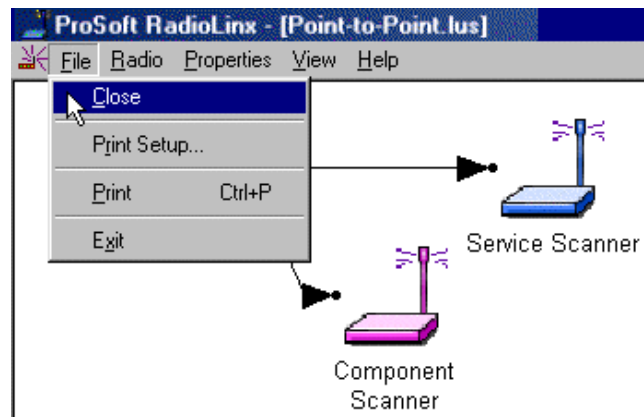 ProSoft RadioLinx - [Point-to-Point.lus]
File Radio Properties View Help
Close
Print Setup...
Print Ctrl+P
Exit
Service Scanner
Component
Scanner